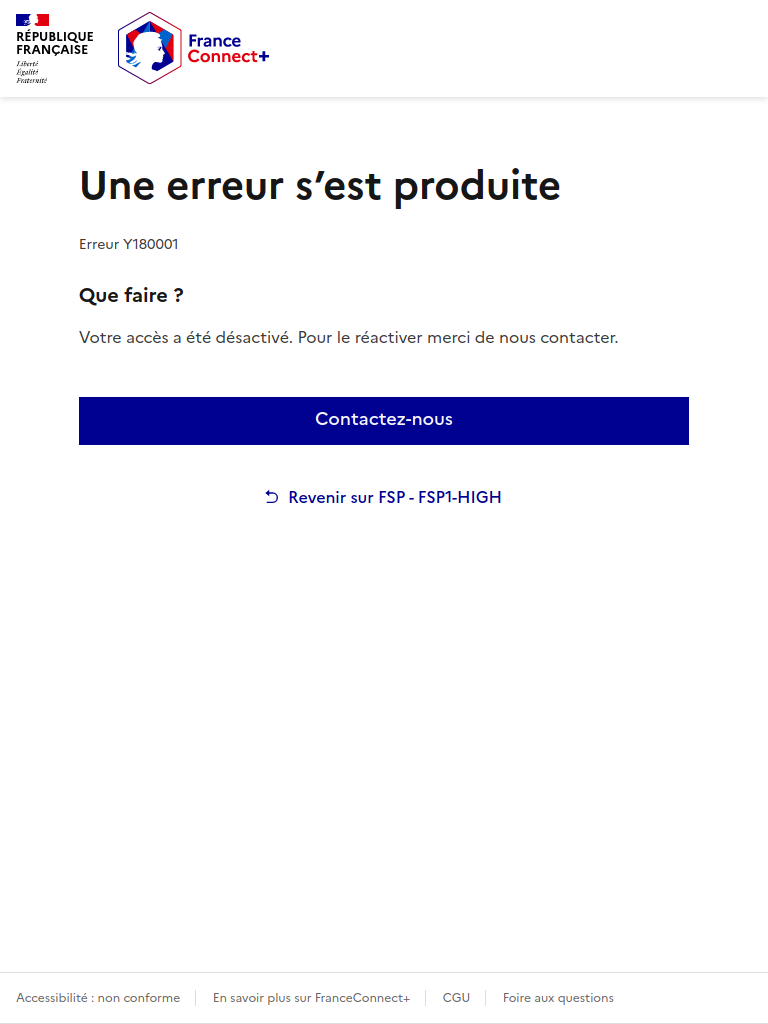 RÉPUBLIQUE
FRANÇAISE
Liberté
Égalité
Fraternité
France
Connect+
Une erreur s’est produite
Erreur Y180001
Que faire ?
Votre accès a été désactivé. Pour le réactiver merci de nous contacter.
Contactez-nous
Revenir sur FSP - FSP1-HIGH
Accessibilité : non conforme
En savoir plus sur FranceConnect+
CGU
Foire aux questions